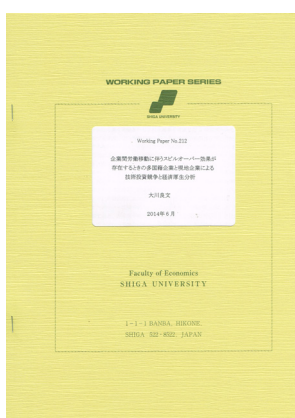 WORKING PAPER SERIES
SHIGA UNIVERSITY
Working Paper No.212
企業間労働移動に伴うスピルオーバー効果が
存在するときの多国籍企業と現地企業による
技術投資競争と経済厚生分析
大川良文
2014年6月
Faculty of Economics
SHIGA UNIVERSITY
1-1-1 BANBA, HIKONE,
SHIGA 522-8522, JAPAN